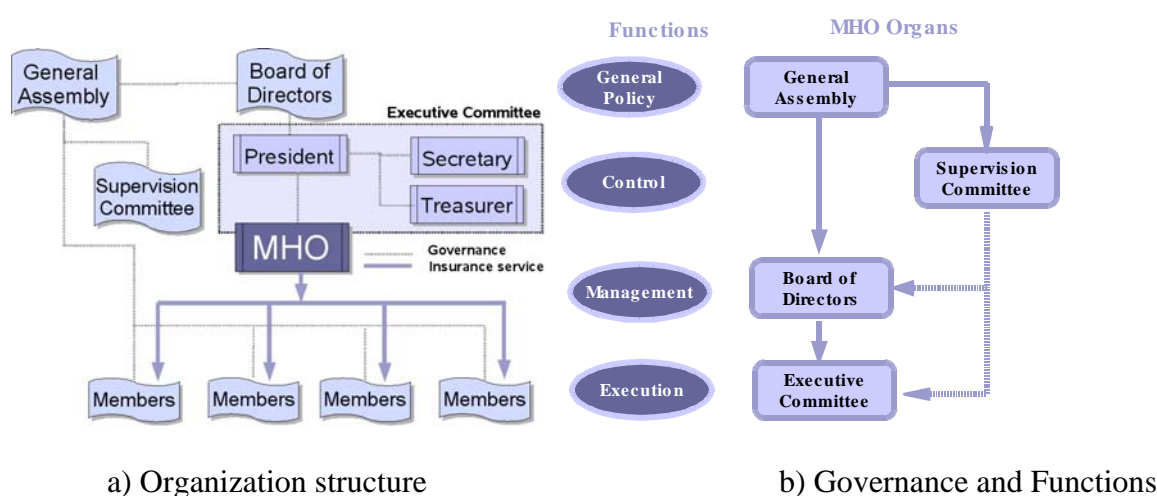 General
Assembly
Board of
Directors
Executive Committee
President
Secretary
Supervision
Committee
Treasurer
MHO
Governance
Insurance service
Members
Members
Members
Members
a) Organization structure
Functions
MHO Organs
General
Policy
General
Assembly
Control
Supervision
Committee
Management
Board of
Directors
Execution
Executive
Committee
b) Governance and Functions